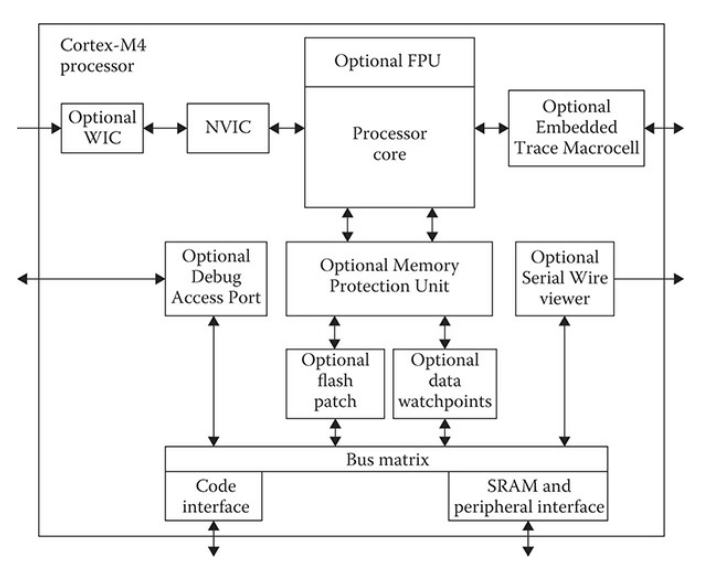 Cortex-M4
processor
Optional FPU
Optional
WIC
NVIC
Processor
core
Optional
Embedded
Trace Macrocell
Optional
Debug
Access Port
Optional Memory
Protection Unit
Optional
Serial Wire
viewer
Optional
flash
patch
Optional
data
watchpoints
Bus matrix
Code
interface
SRAM and
peripheral interface